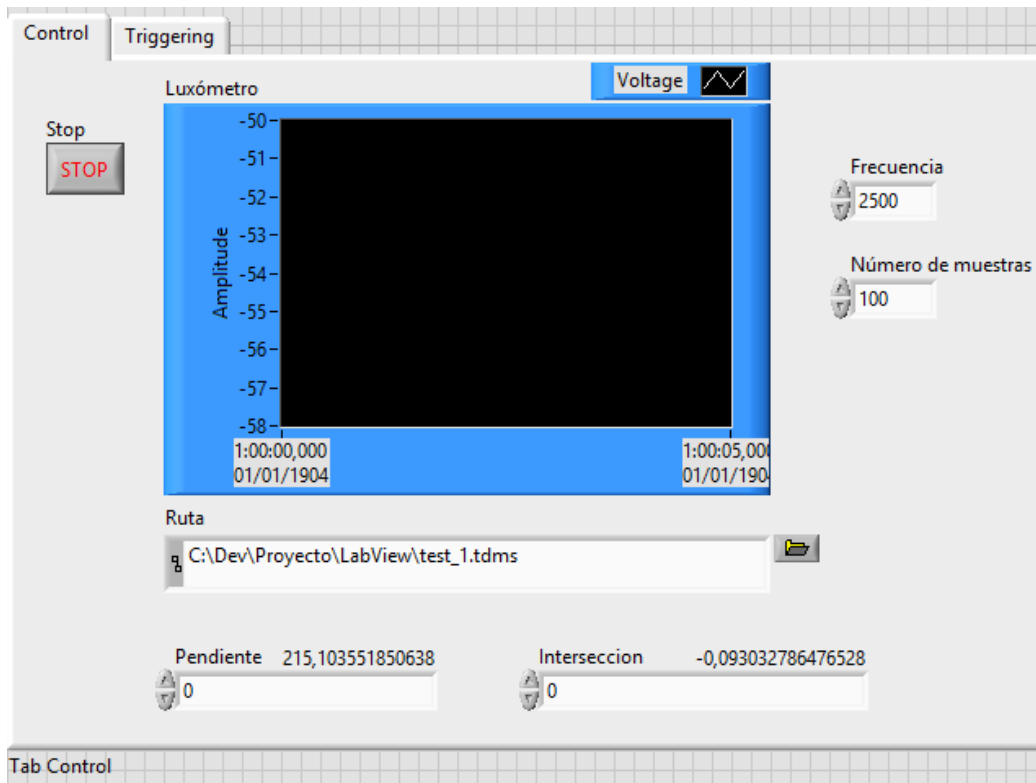 Control
Triggering
Luxómetro
Voltage
Stop
STOP
Amplitude
-50
-51
-52
-53
-54
-55
-56
-57
-58
1:00:00,000
01/01/1904
1:00:05,00
01/01/190
Frecuencia
2500
Número de muestras
100
Ruta
C:\Dev\Proyecto\LabView\test_1.tdms
Pendiente 215,103551850638
0
Interseccion -0,093032786476528
0
Tab Control